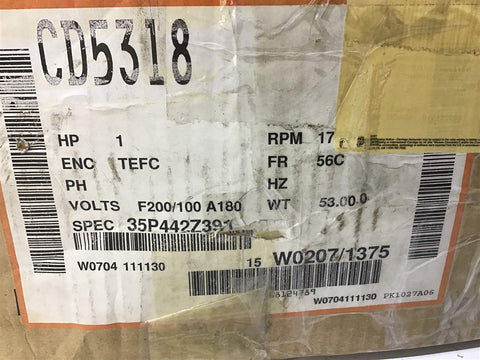 CD5318
HP 1 RPM 17
ENC TEFC FR 56C
PH HZ
VOLTS F200/100 A180 WT 53.000
SPEC 35P442Z391
W0704 111130 15 W0207/1375
W0704111130 PK1027A06